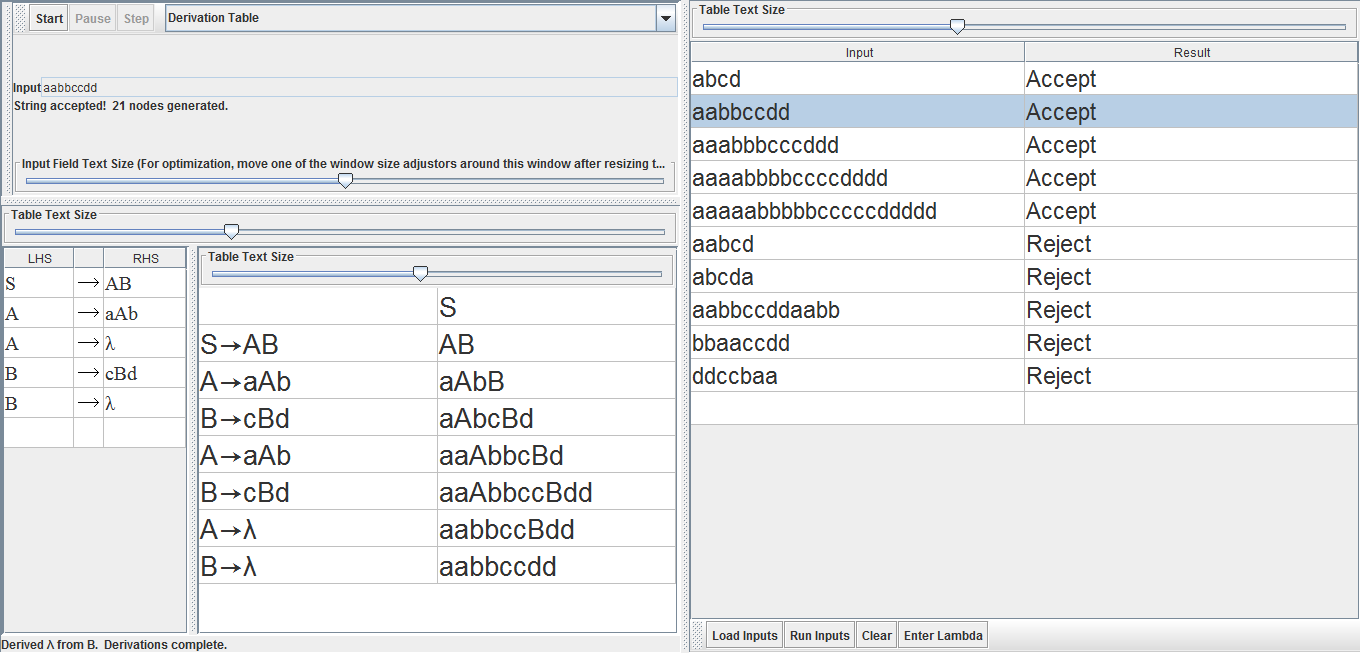 Start Pause Step Derivation Table
Input aabbccdd
String accepted! 21 nodes generated.
Input Field Text Size (For optimization, move one of the window size adjustors around this window after resizing t...
Table Text Size
LHS RHS
S → AB
A → aAb
A → λ
B → cBd
B → λ
Table Text Size
S
S→AB AB
A→aAb aAbB
B→cBd aAbcBd
A→aAb aaAbbcBd
B→cBd aaAbbccBdd
A→λ aabbccBdd
B→λ aabbccdd
Derived λ from B. Derivations complete.
Table Text Size
Input Result
abcd Accept
aabbccdd Accept
aaabbbcccddd Accept
aaaabbbbccccdddd Accept
aaaaabbbbbcccccddddd Accept
aabcd Reject
abcda Reject
aabbccddaabb Reject
bbaaccdd Reject
ddccbaa Reject
Load Inputs Run Inputs Clear Enter Lambda